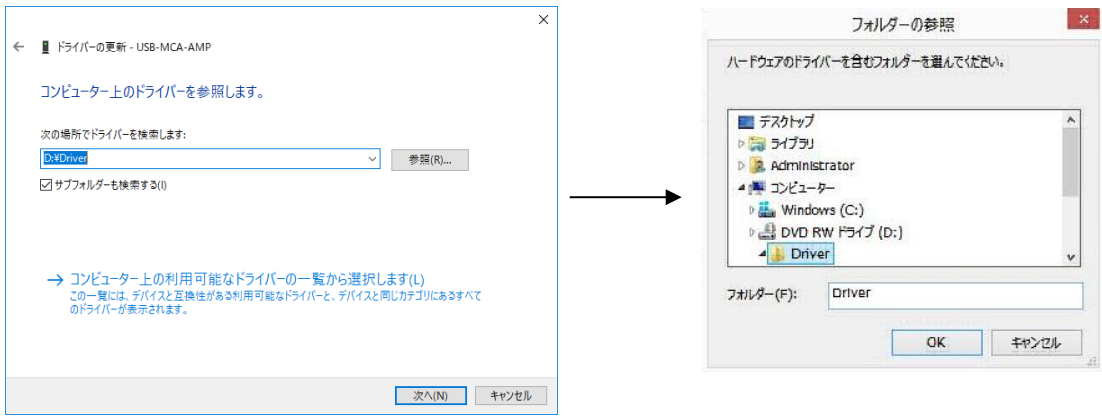 ドライバーの更新 - USB-MCA-AMP
コンピューター上のドライバーを参照します。
次の場所でドライバーを検索します:
D:¥Driver
参照(R)...
サブフォルダーも検索する(I)
コンピューター上の利用可能なドライバーの一覧から選択します(L)
この一覧には、デバイスと互換性がある利用可能なドライバーと、デバイスと同じカテゴリにあるすべて
のドライバーが表示されます。
次へ(N)
キャンセル
フォルダーの参照
ハードウェアのドライバーを含むフォルダーを選んでください。
デスクトップ
ライブラリ
Administrator
コンピューター
Windows (C:)
DVD RW ドライブ (D:)
Driver
フォルダー(F):
Driver
OK
キャンセル